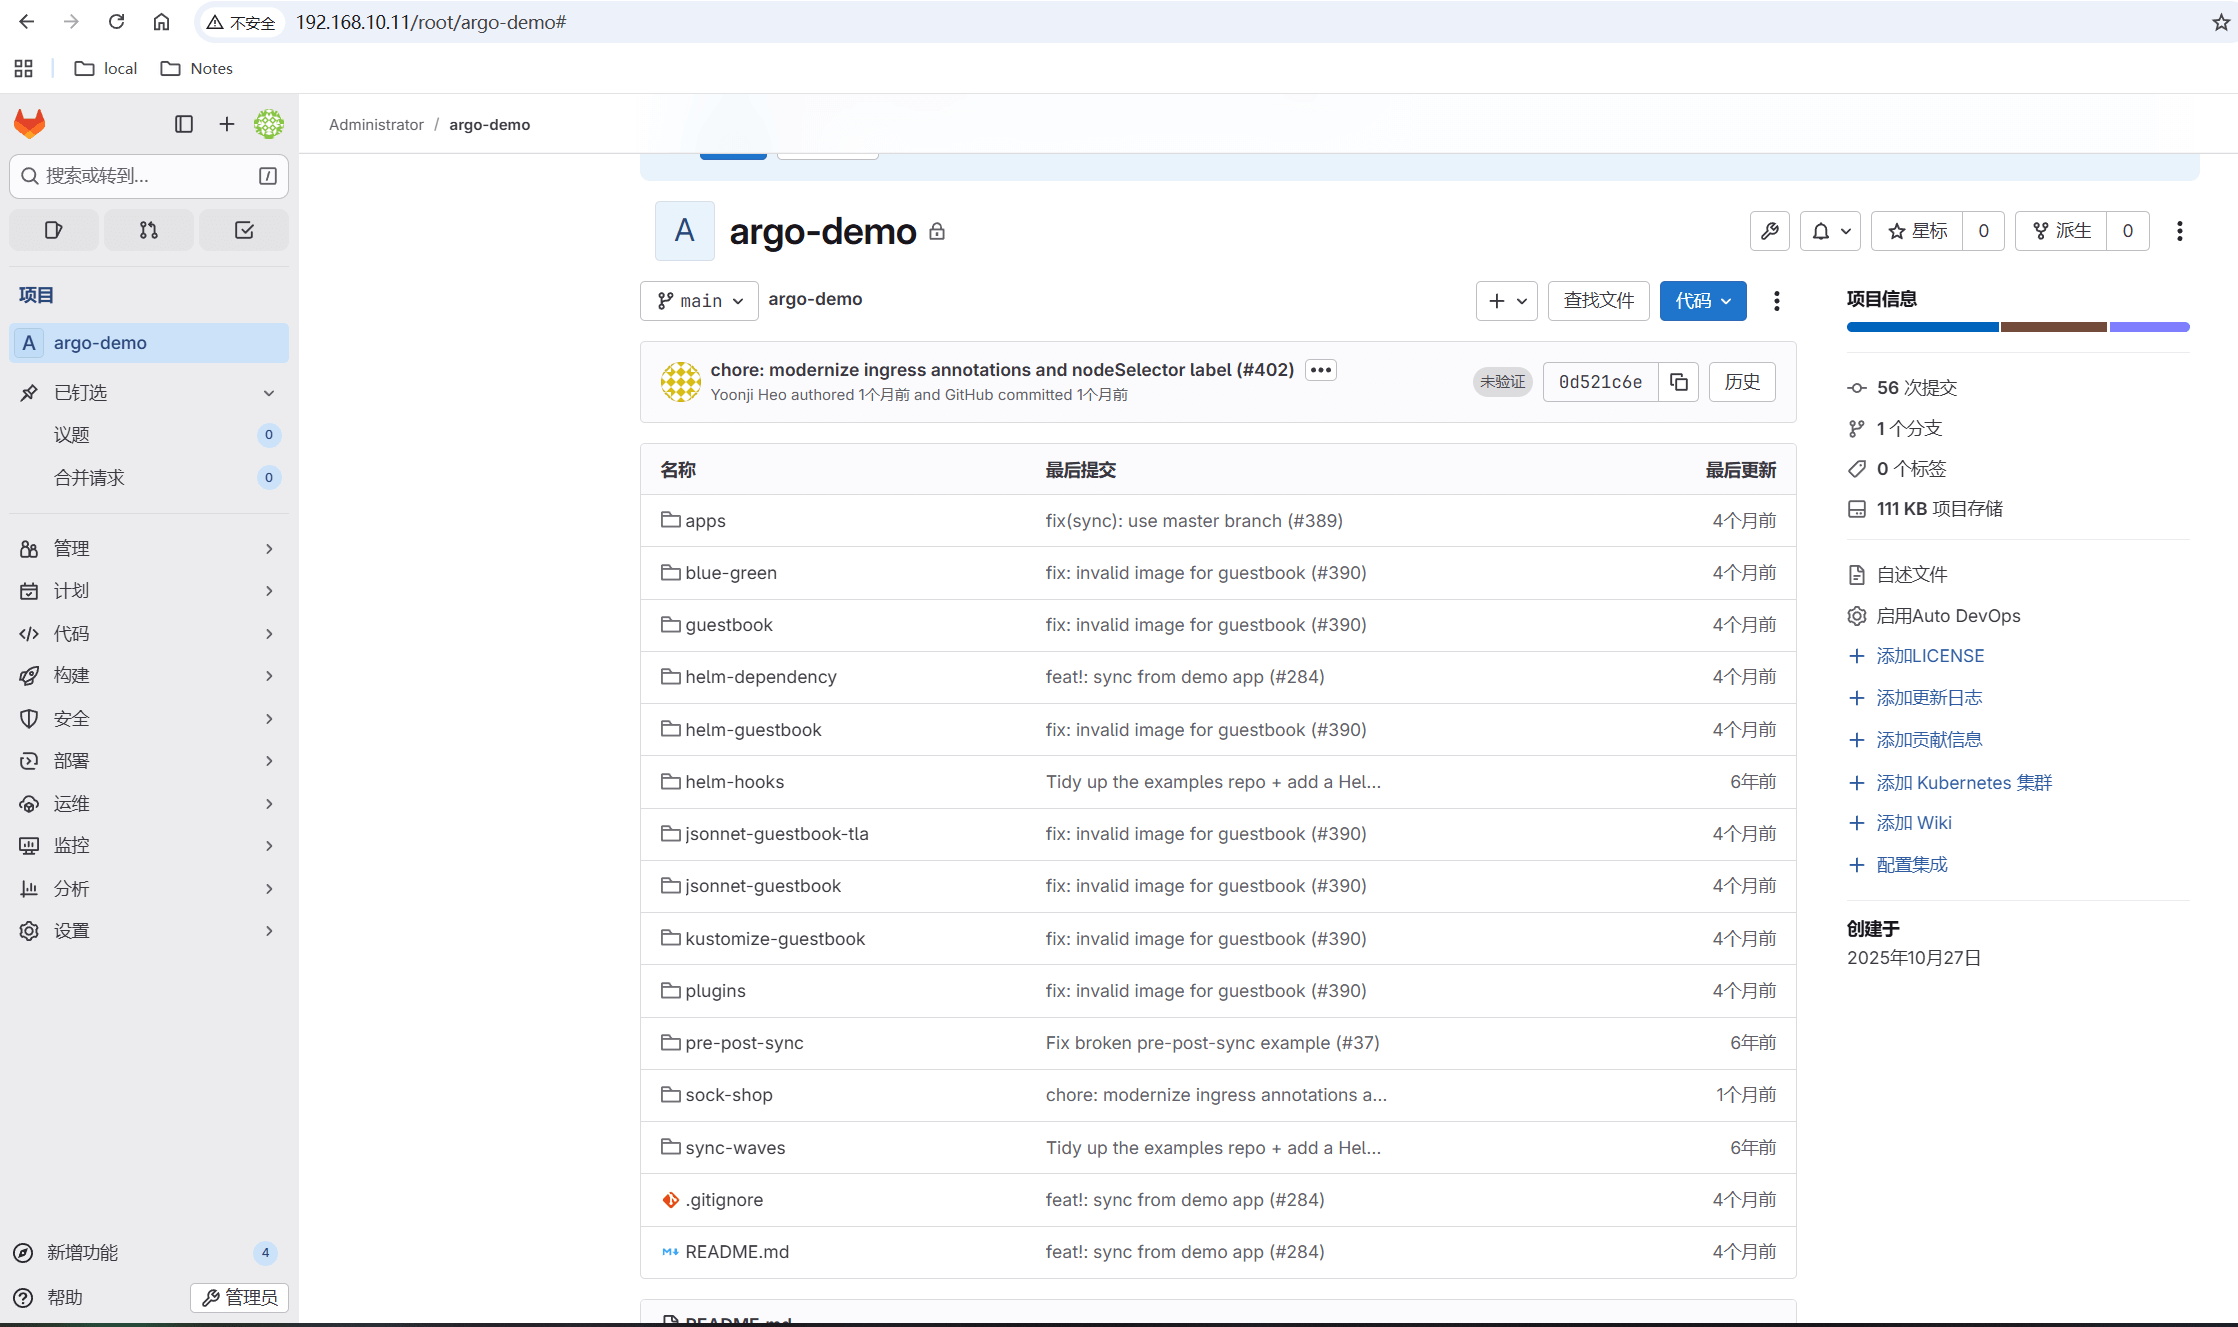 不安全 192.168.10.11/root/argo-demo#
local Notes
Administrator / argo-demo
搜索或转到...
项目
A argo-demo
已钉选
议题 0
合并请求 0
管理
计划
代码
构建
安全
部署
运维
监控
分析
设置
新增功能 4
帮助 管理员
A argo-demo
星标 0 派生 0
main argo-demo 查找文件 代码
chore: modernize ingress annotations and nodeSelector label (#402)
Yoonji Heo authored 1个月前 and GitHub committed 1个月前
未验证 0d521c6e 历史
名称 最后提交 最后更新
apps fix(sync): use master branch (#389) 4个月前
blue-green fix: invalid image for guestbook (#390) 4个月前
guestbook fix: invalid image for guestbook (#390) 4个月前
helm-dependency feat!: sync from demo app (#284) 4个月前
helm-guestbook fix: invalid image for guestbook (#390) 4个月前
helm-hooks Tidy up the examples repo + add a Hel... 6年前
jsonnet-guestbook-tla fix: invalid image for guestbook (#390) 4个月前
jsonnet-guestbook fix: invalid image for guestbook (#390) 4个月前
kustomize-guestbook fix: invalid image for guestbook (#390) 4个月前
plugins fix: invalid image for guestbook (#390) 4个月前
pre-post-sync Fix broken pre-post-sync example (#37) 6年前
sock-shop chore: modernize ingress annotations a... 1个月前
sync-waves Tidy up the examples repo + add a Hel... 6年前
.gitignore feat!: sync from demo app (#284) 4个月前
README.md feat!: sync from demo app (#284) 4个月前
README.md
项目信息
56 次提交
1 个分支
0 个标签
111 KB 项目存储
自述文件
启用Auto DevOps
添加LICENSE
添加更新日志
添加贡献信息
添加 Kubernetes 集群
添加 Wiki
配置集成
创建于
2025年10月27日